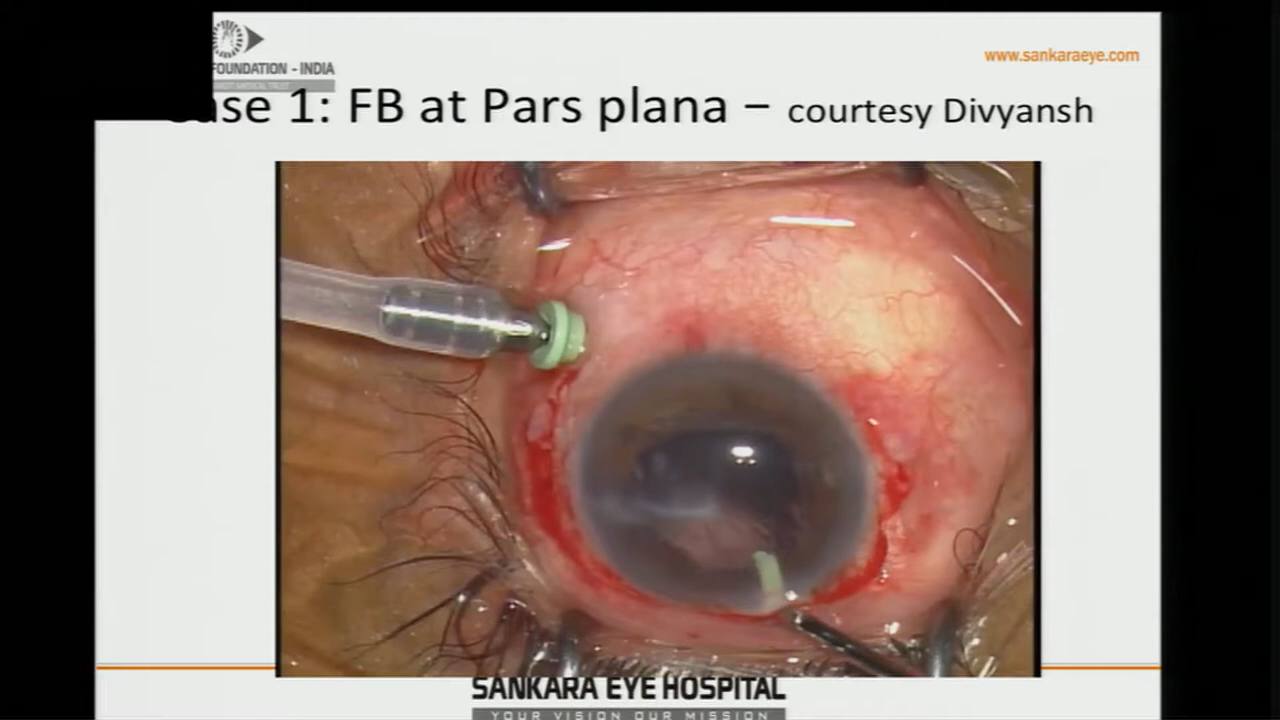 FOUNDATION - INDIA
www.sankaraeye.com
ase 1: FB at Pars plana – courtesy Divyansh
SANKARA EYE HOSPITAL
YOUR VISION OUR MISSION